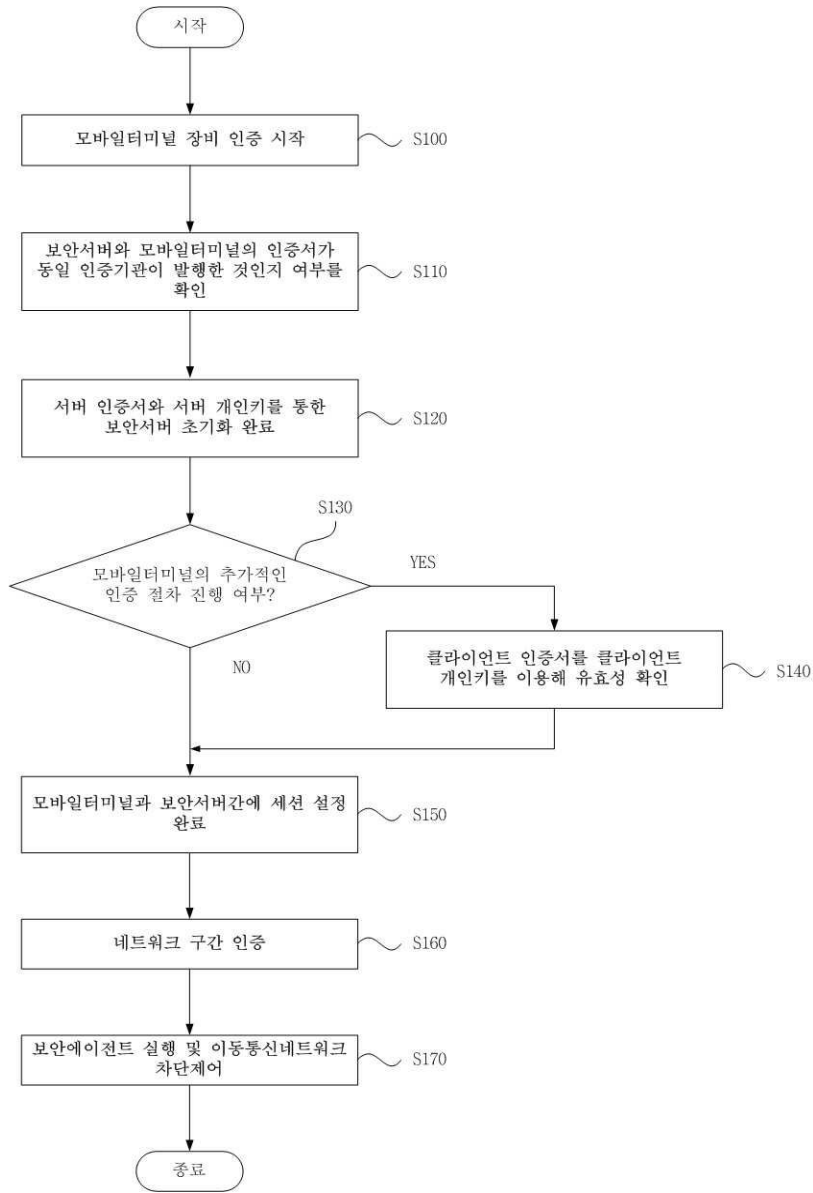 시작
모바일터미널 장비 인증 시작
S100
보안서버와 모바일터미널의 인증서가
동일 인증기관이 발행한 것인지 여부를
확인
S110
서버 인증서와 서버 개인키를 통한
보안서버 초기화 완료
S120
S130
모바일터미널의 추가적인
인증 절차 진행 여부?
YES
NO
클라이언트 인증서를 클라이언트
개인키를 이용해 유효성 확인
S140
모바일터미널과 보안서버간에 세션 설정
완료
S150
네트워크 구간 인증
S160
보안에이전트 실행 및 이동통신네트워크
차단제어
S170
종료